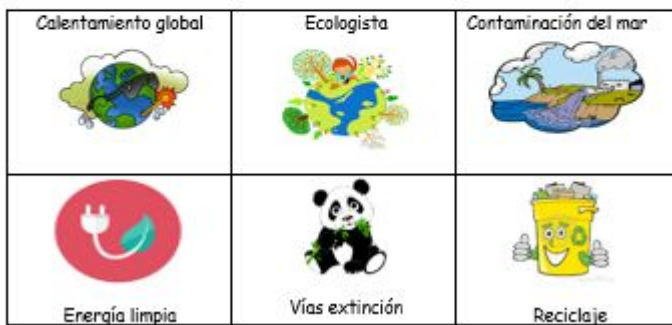 Calentamiento global
Ecologista
Contaminación del mar
Energía limpia
Vías extinción
Reciclaje